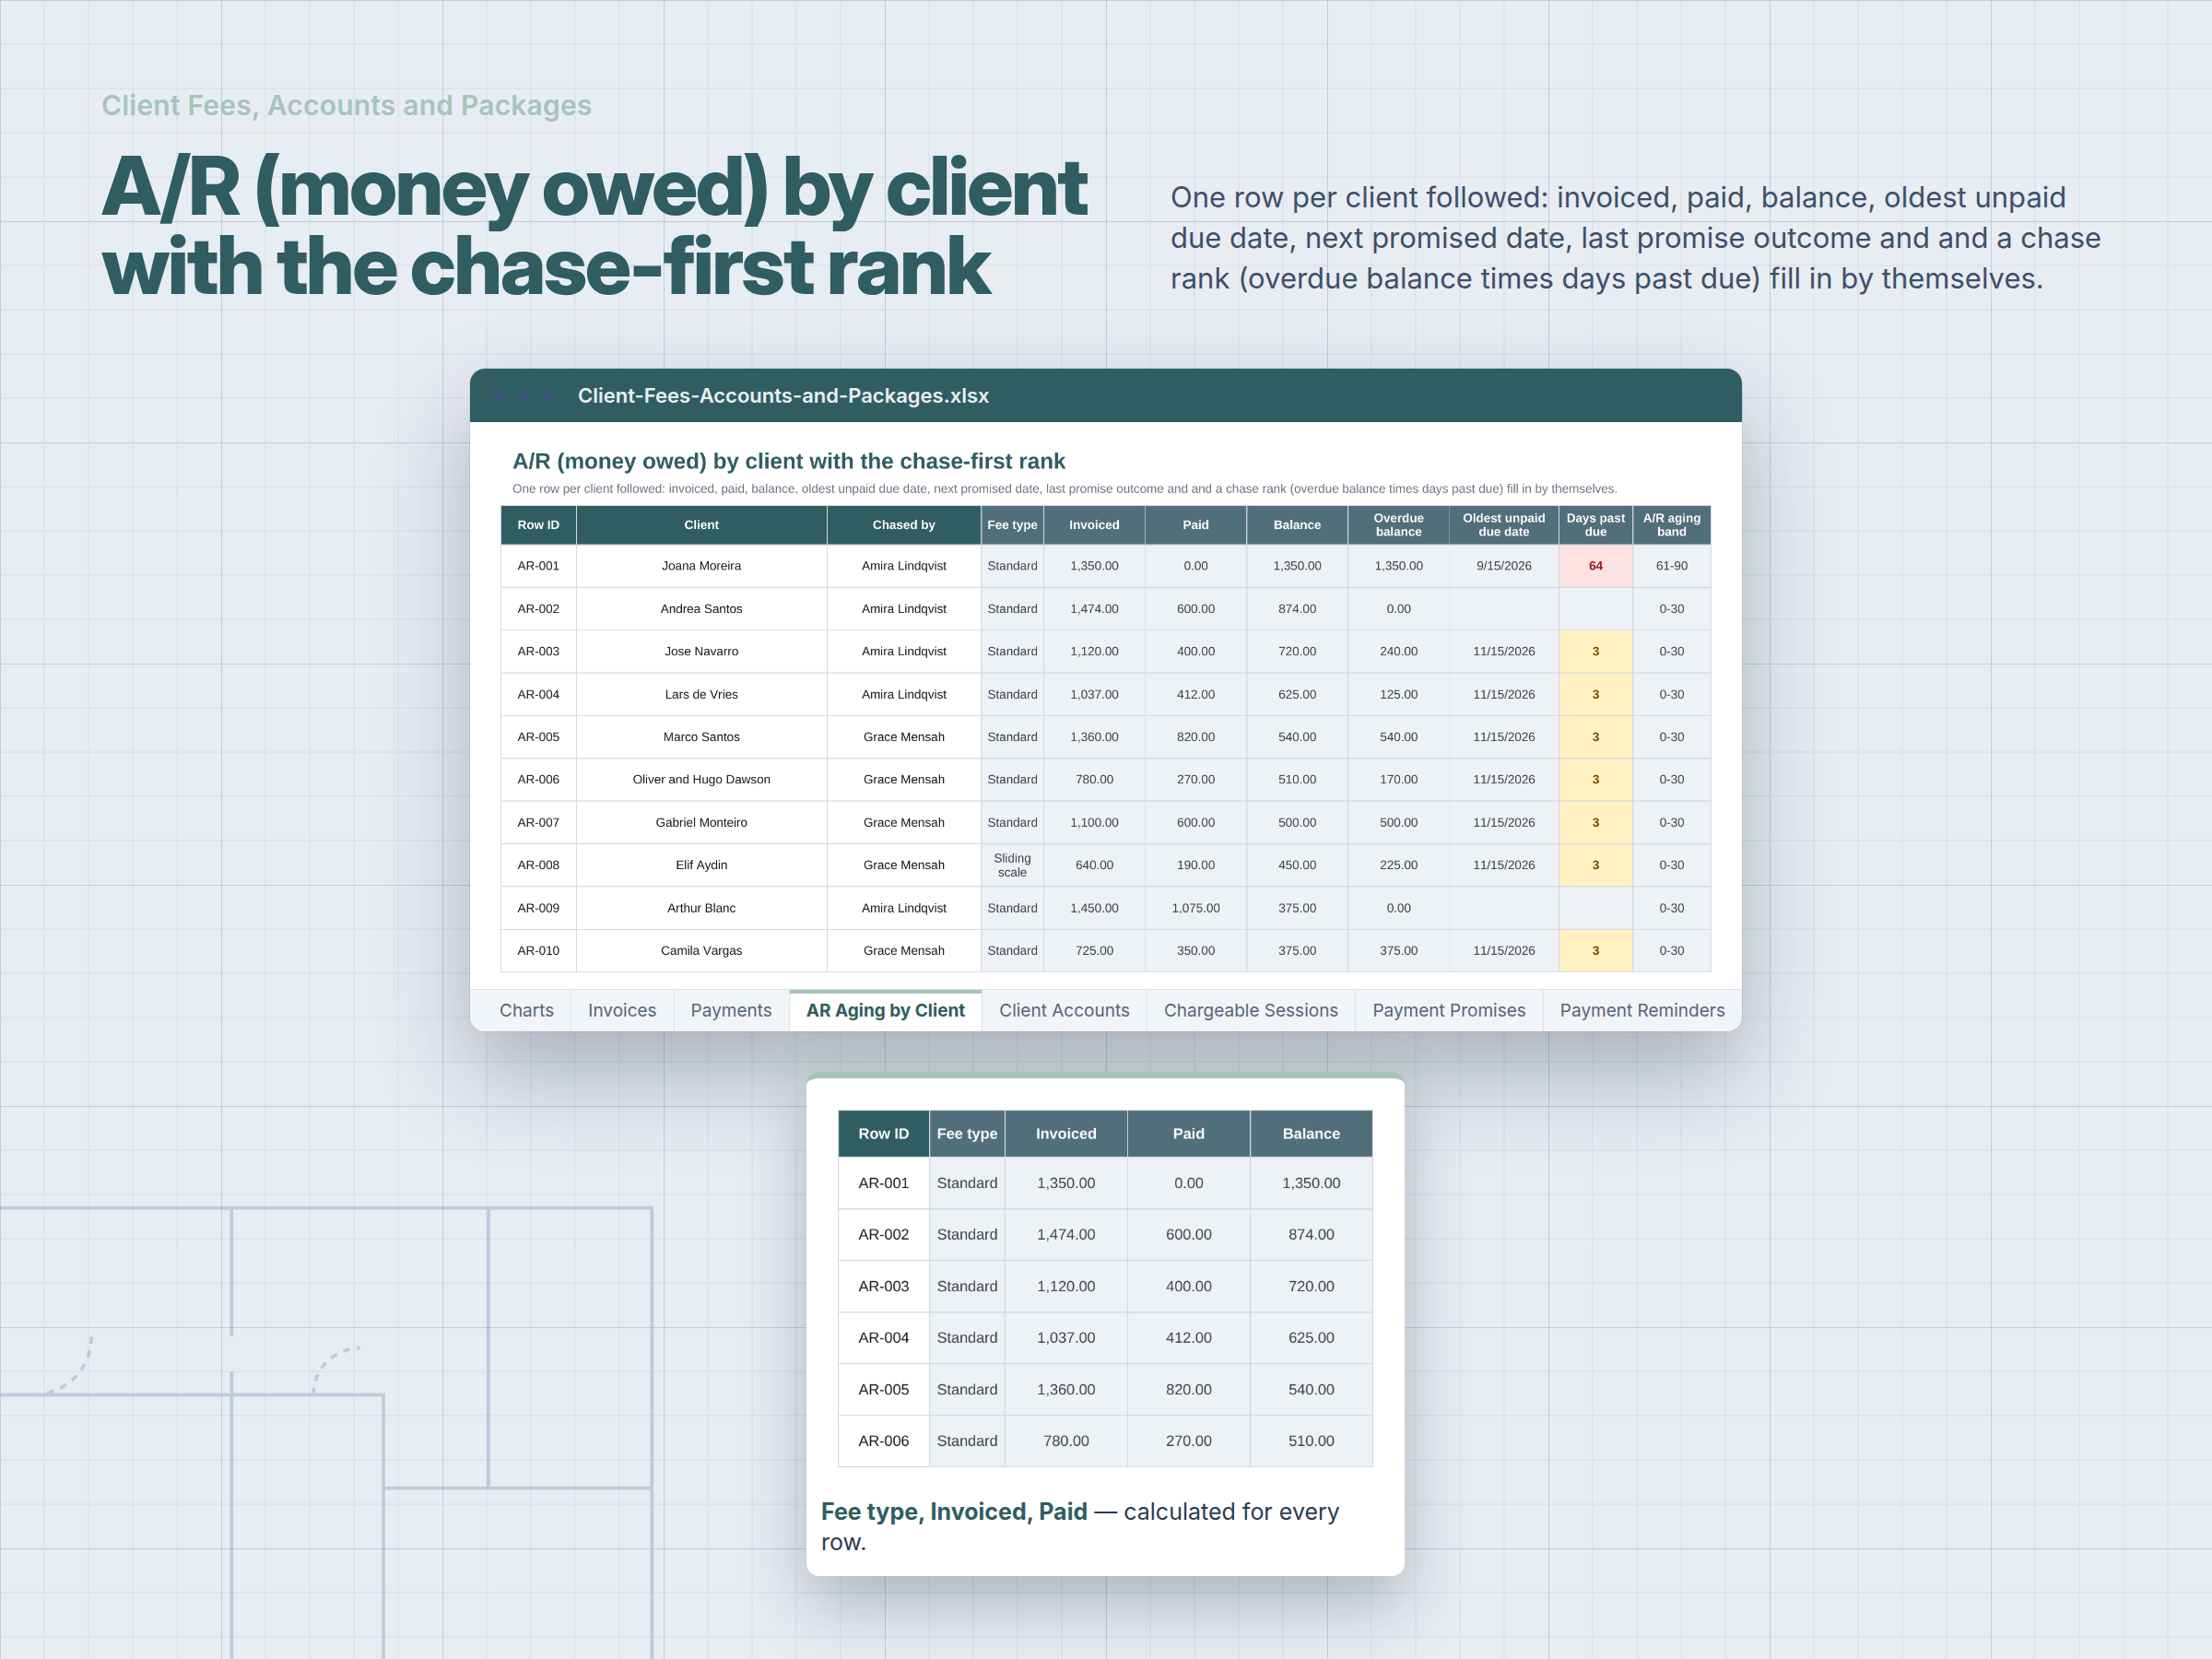 Client Fees, Accounts and Packages
A/R (money owed) by client
with the chase-first rank
One row per client followed: invoiced, paid, balance, oldest unpaid
due date, next promised date, last promise outcome and and a chase
rank (overdue balance times days past due) fill in by themselves.
Client-Fees-Accounts-and-Packages.xlsx
A/R (money owed) by client with the chase-first rank
One row per client followed: invoiced, paid, balance, oldest unpaid due date, next promised date, last promise outcome and and a chase rank (overdue balance times days past due) fill in by themselves.
Row ID Client Chased by Fee type Invoiced Paid Balance Overdue balance Oldest unpaid due date Days past due A/R aging band
AR-001 Joana Moreira Amira Lindqvist Standard 1,350.00 0.00 1,350.00 1,350.00 9/15/2026 64 61-90
AR-002 Andrea Santos Amira Lindqvist Standard 1,474.00 600.00 874.00 0.00 0-30
AR-003 Jose Navarro Amira Lindqvist Standard 1,120.00 400.00 720.00 240.00 11/15/2026 3 0-30
AR-004 Lars de Vries Amira Lindqvist Standard 1,037.00 412.00 625.00 125.00 11/15/2026 3 0-30
AR-005 Marco Santos Grace Mensah Standard 1,360.00 820.00 540.00 540.00 11/15/2026 3 0-30
AR-006 Oliver and Hugo Dawson Grace Mensah Standard 780.00 270.00 510.00 170.00 11/15/2026 3 0-30
AR-007 Gabriel Monteiro Grace Mensah Standard 1,100.00 600.00 500.00 500.00 11/15/2026 3 0-30
AR-008 Elif Aydin Grace Mensah Sliding scale 640.00 190.00 450.00 225.00 11/15/2026 3 0-30
AR-009 Arthur Blanc Amira Lindqvist Standard 1,450.00 1,075.00 375.00 0.00 0-30
AR-010 Camila Vargas Grace Mensah Standard 725.00 350.00 375.00 375.00 11/15/2026 3 0-30
Charts Invoices Payments AR Aging by Client Client Accounts Chargeable Sessions Payment Promises Payment Reminders
Row ID Fee type Invoiced Paid Balance
AR-001 Standard 1,350.00 0.00 1,350.00
AR-002 Standard 1,474.00 600.00 874.00
AR-003 Standard 1,120.00 400.00 720.00
AR-004 Standard 1,037.00 412.00 625.00
AR-005 Standard 1,360.00 820.00 540.00
AR-006 Standard 780.00 270.00 510.00
Fee type, Invoiced, Paid — calculated for every
row.